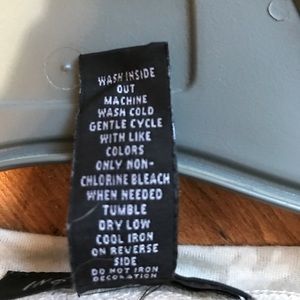 WASH INSIDE
OUT
MACHINE
WASH COLD
GENTLE CYCLE
WITH LIKE
COLORS
ONLY NON-
CHLORINE BLEACH
WHEN NEEDED
TUMBLE
DRY LOW
COOL IRON
ON REVERSE
SIDE
DO NOT IRON
DECORATION